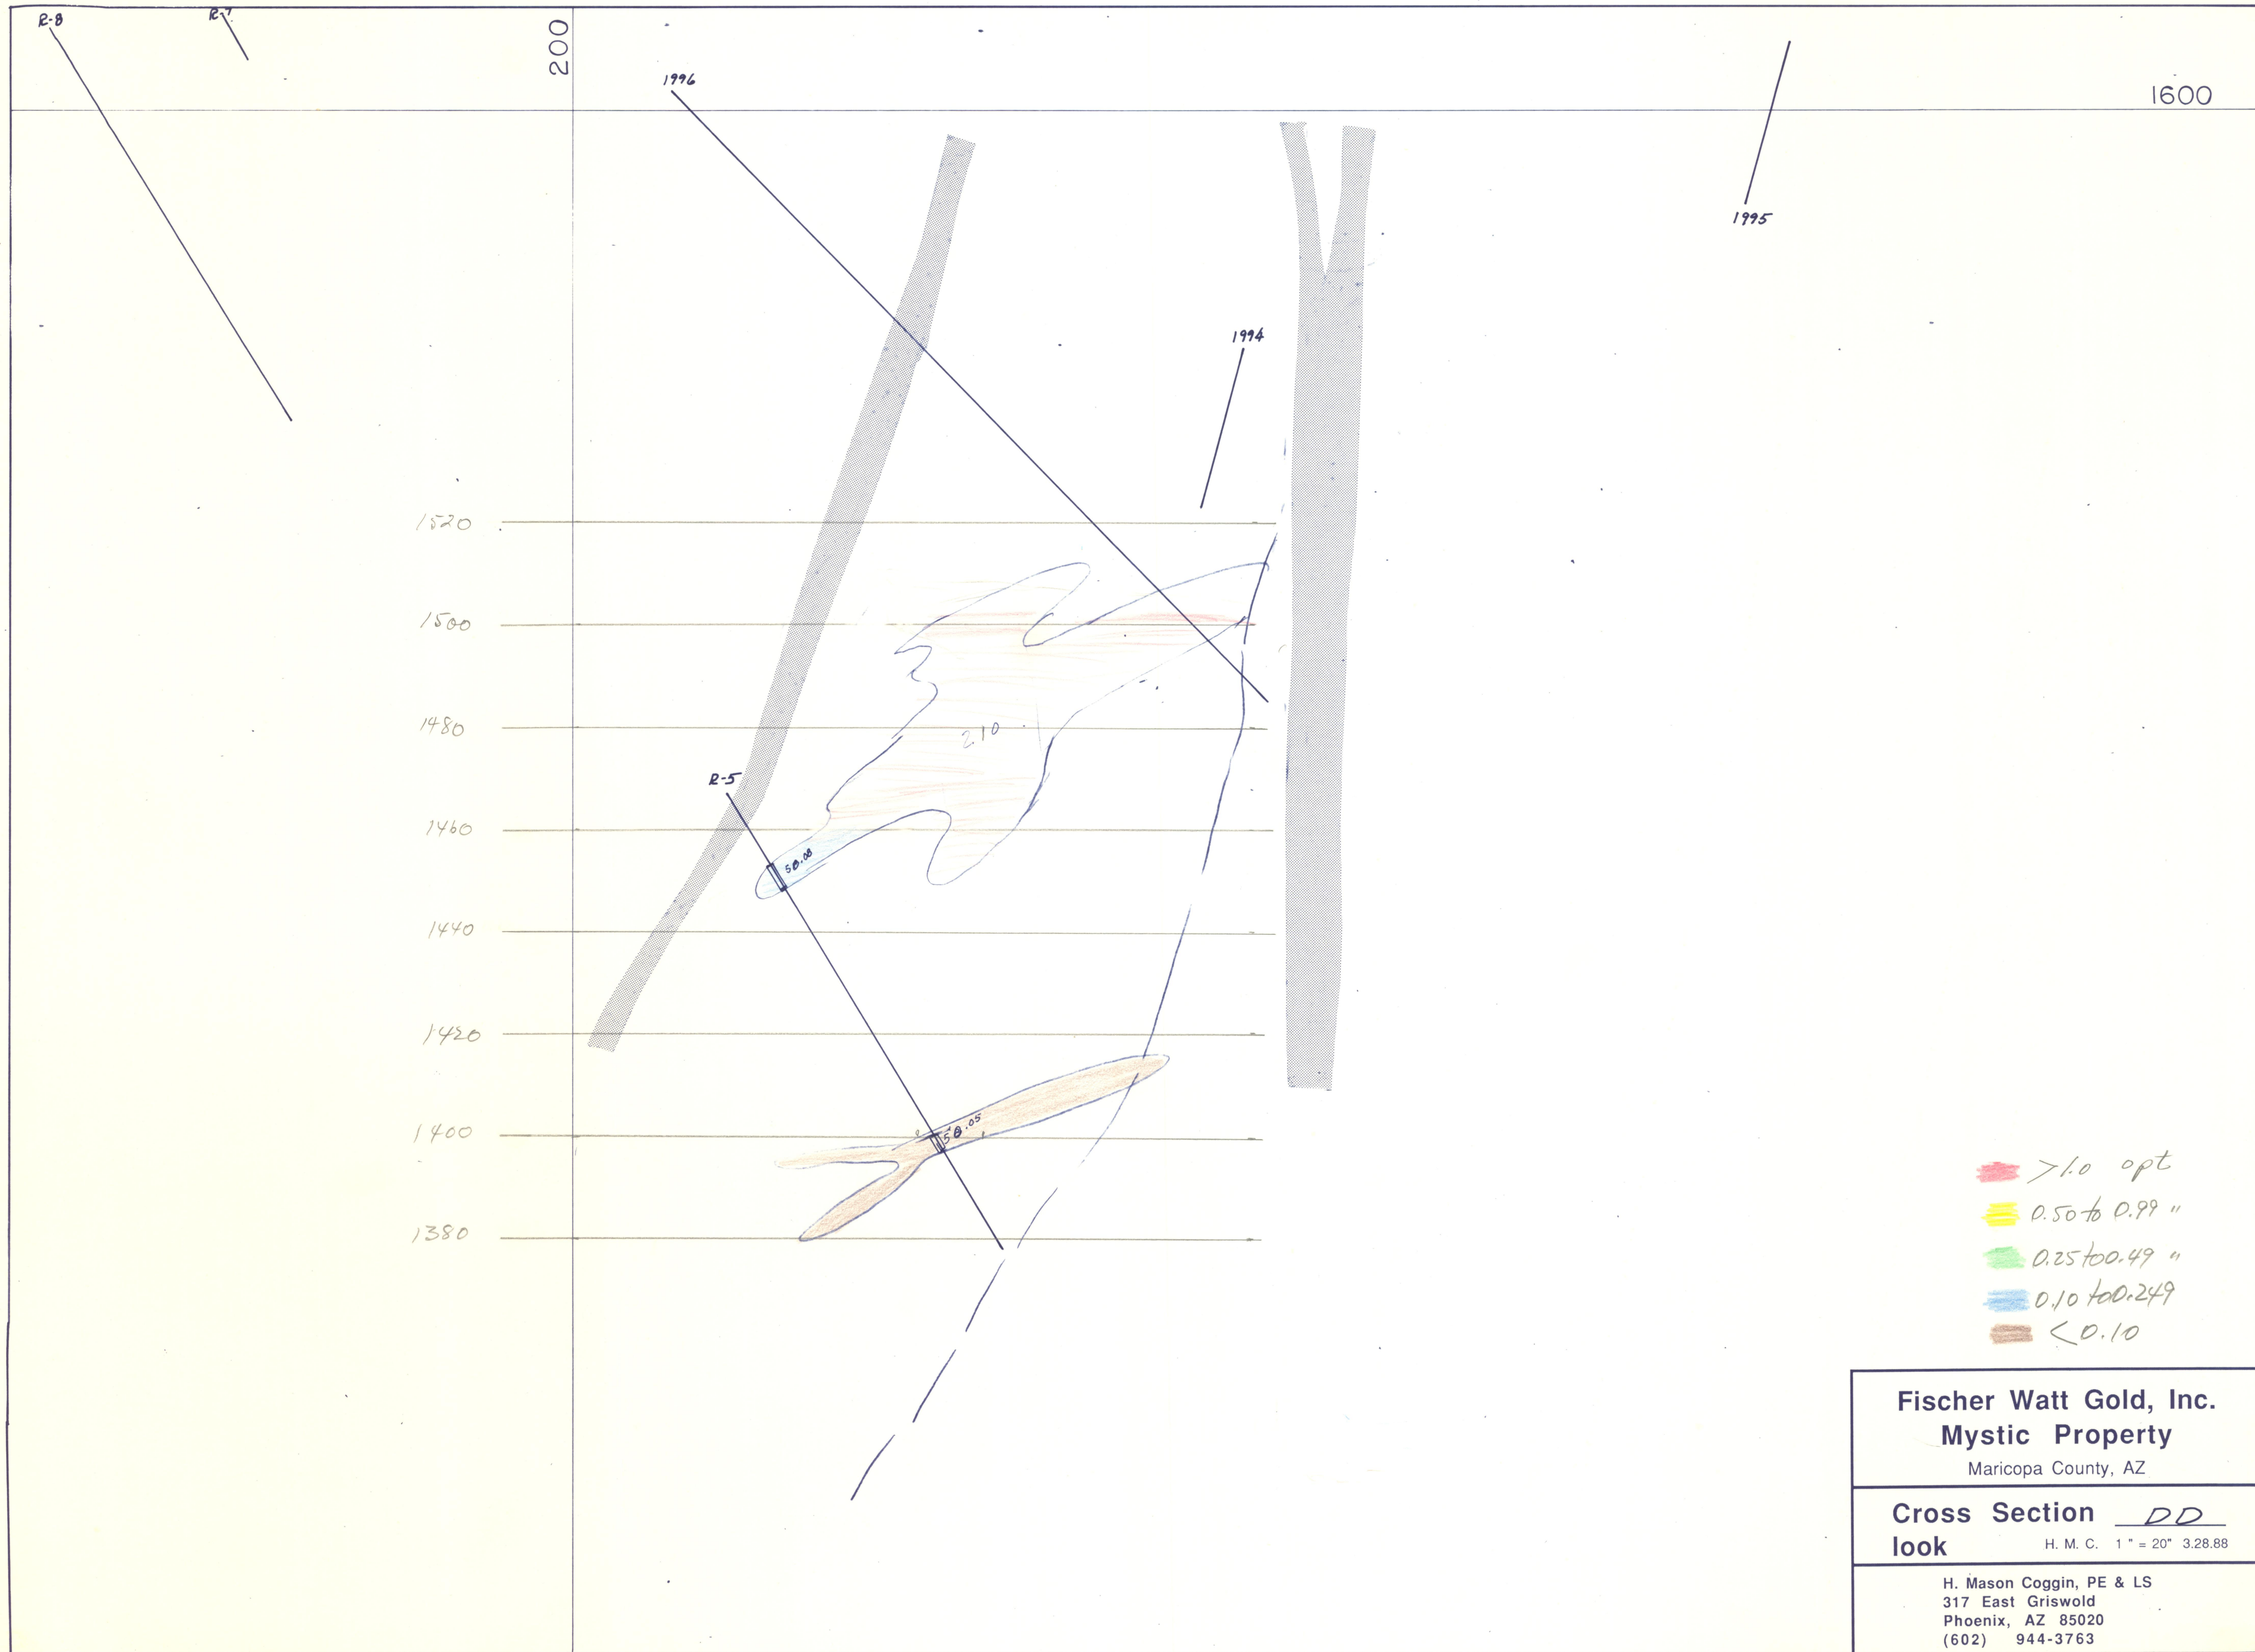 R-8
R-7
200
1996
1600
1995
1994
1520
1500
1480
2.10
R-5
1460
5@.08
1440
1420
5@.05
1400
1380
>1.0 opt
0.50 to 0.99 "
0.25 to 0.49 "
0.10 to 0.249
<0.10
Fischer Watt Gold, Inc.
Mystic Property
Maricopa County, AZ
Cross Section DD
look H. M. C. 1 " = 20" 3.28.88
H. Mason Coggin, PE & LS
317 East Griswold
Phoenix, AZ 85020
(602) 944-3763